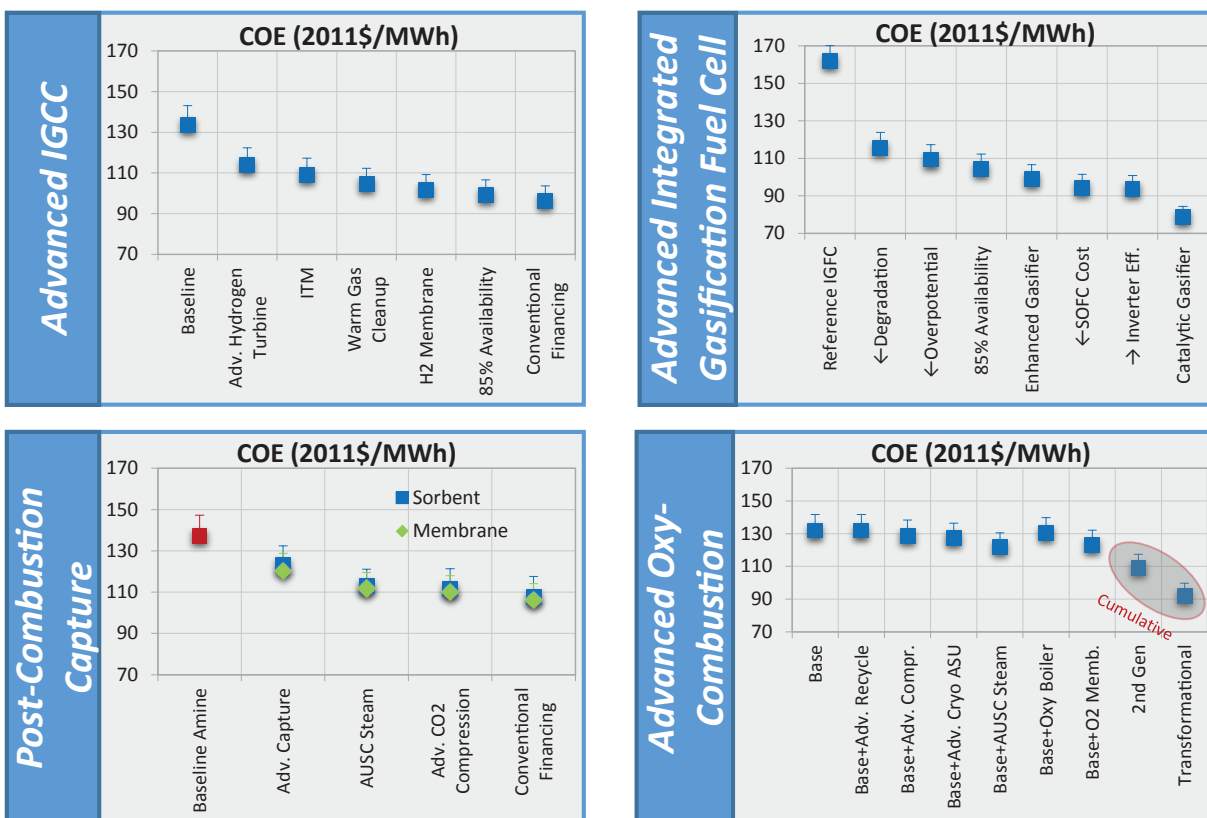 Advanced IGCC
COE (2011$/MWh)
170
150
130
110
90
70
Baseline
Adv. Hydrogen
Turbine
ITM
Warm Gas
Cleanup
H2 Membrane
85% Availability
Conventional
Financing
Advanced Integrated
Gasification Fuel Cell
COE (2011$/MWh)
170
150
130
110
90
70
Reference IGFC
←Degradation
←Overpotential
85% Availability
Enhanced Gasifier
←SOFC Cost
→ Inverter Eff.
Catalytic Gasifier
Post-Combustion
Capture
COE (2011$/MWh)
170
150
130
110
90
70
Sorbent
Membrane
Baseline Amine
Adv. Capture
AUSC Steam
Adv. CO2
Compression
Conventional
Financing
Advanced Oxy-
Combustion
COE (2011$/MWh)
170
150
130
110
90
70
Cumulative
Base
Base+Adv. Recycle
Base+Adv. Compr.
Base+Adv. Cryo ASU
Base+AUSC Steam
Base+Oxy Boiler
Base+O2 Memb.
2nd Gen
Transformational